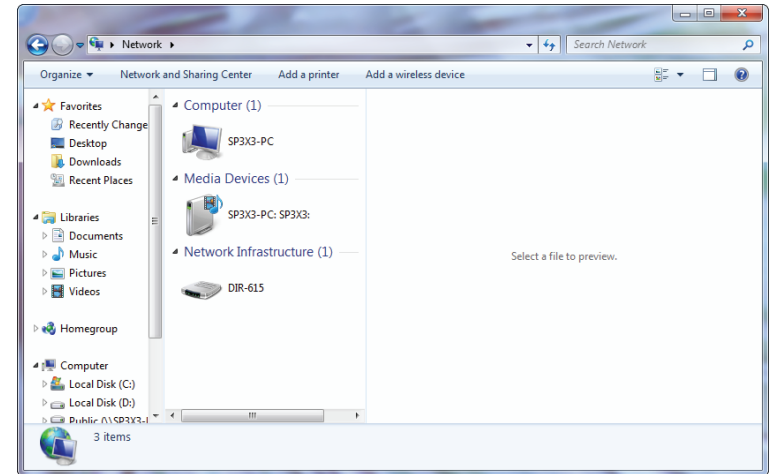 Network
Search Network
Organize
Network and Sharing Center
Add a printer
Add a wireless device
Favorites
Recently Change
Desktop
Downloads
Recent Places
Libraries
Documents
Music
Pictures
Videos
Homegroup
Computer
Local Disk (C:)
Local Disk (D:)
Computer (1)
SP3X3-PC
Media Devices (1)
SP3X3-PC: SP3X3:
Network Infrastructure (1)
DIR-615
Select a file to preview.
3 items